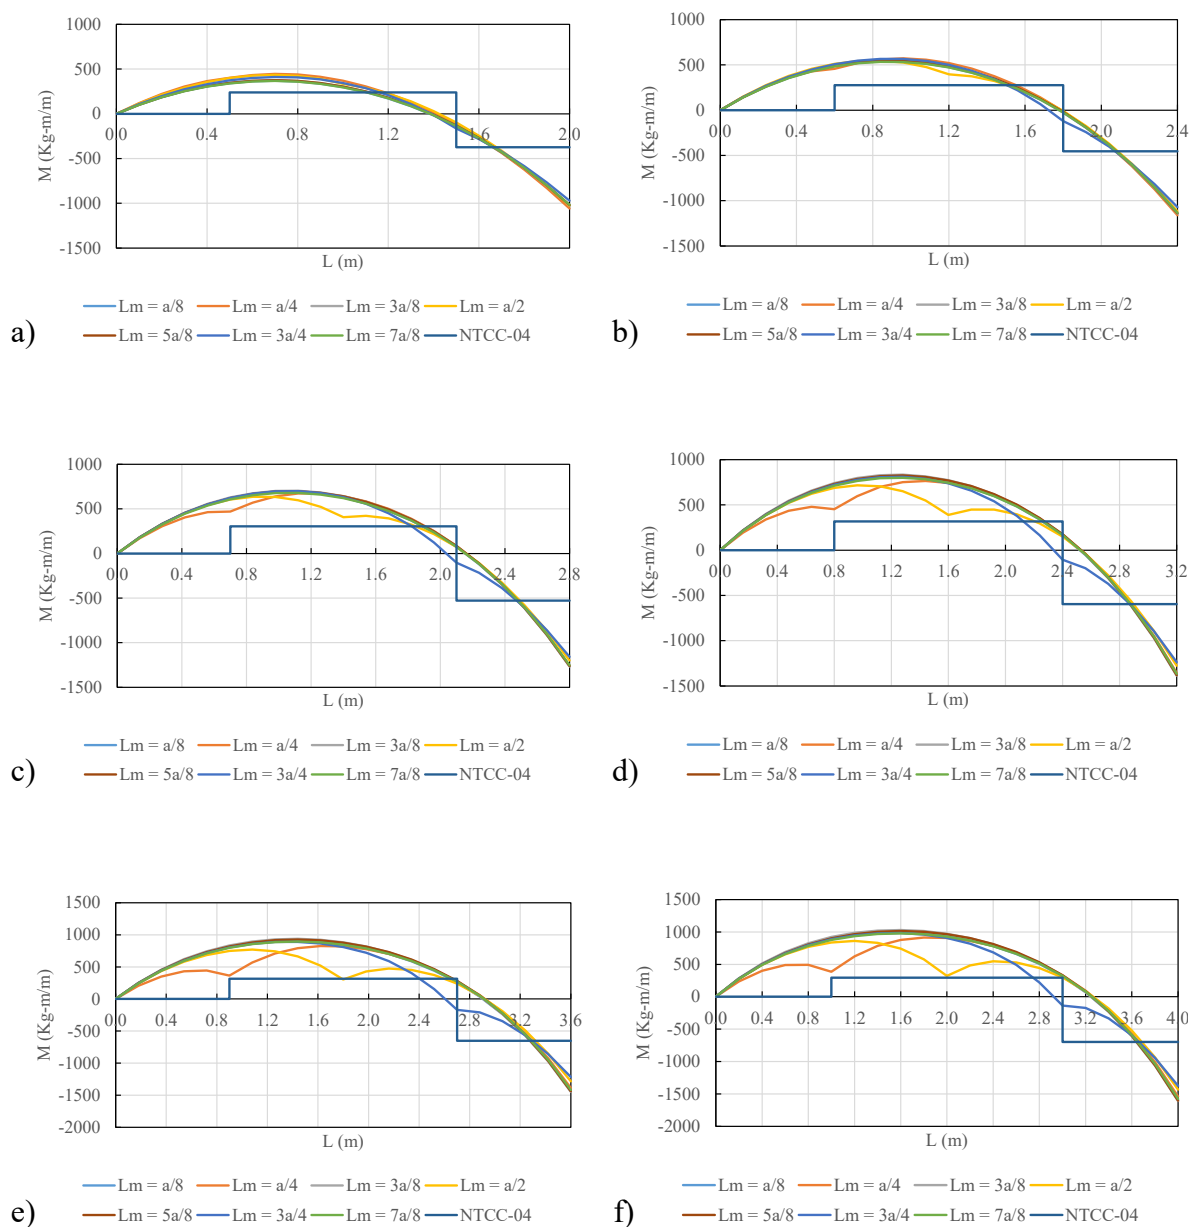 1000
500
0
-500
-1000
-1500
M (Kg-m/m)
0.0 0.4 0.8 1.2 1.6 2.0
L (m)
Lm = a/8 Lm = a/4 Lm = 3a/8 Lm = a/2
a) Lm = 5a/8 Lm = 3a/4 Lm = 7a/8 NTCC-04
1000
500
0
-500
-1000
-1500
M (Kg-m/m)
0.0 0.4 0.8 1.2 1.6 2.0 2.4
L (m)
Lm = a/8 Lm = a/4 Lm = 3a/8 Lm = a/2
b) Lm = 5a/8 Lm = 3a/4 Lm = 7a/8 NTCC-04
1000
500
0
-500
-1000
-1500
M (Kg-m/m)
0.0 0.4 0.8 1.2 1.6 2.0 2.4 2.8
L (m)
Lm = a/8 Lm = a/4 Lm = 3a/8 Lm = a/2
c) Lm = 5a/8 Lm = 3a/4 Lm = 7a/8 NTCC-04
1000
500
0
-500
-1000
-1500
M (Kg-m/m)
0.0 0.4 0.8 1.2 1.6 2.0 2.4 2.8 3.2
L (m)
Lm = a/8 Lm = a/4 Lm = 3a/8 Lm = a/2
d) Lm = 5a/8 Lm = 3a/4 Lm = 7a/8 NTCC-04
1500
1000
500
0
-500
-1000
-1500
-2000
M (Kg-m/m)
0.0 0.4 0.8 1.2 1.6 2.0 2.4 2.8 3.2 3.6
L (m)
Lm = a/8 Lm = a/4 Lm = 3a/8 Lm = a/2
e) Lm = 5a/8 Lm = 3a/4 Lm = 7a/8 NTCC-04
1500
1000
500
0
-500
-1000
-1500
-2000
M (Kg-m/m)
0.0 0.4 0.8 1.2 1.6 2.0 2.4 2.8 3.2 3.6 4.0
L (m)
Lm = a/8 Lm = a/4 Lm = 3a/8 Lm = a/2
f) Lm = 5a/8 Lm = 3a/4 Lm = 7a/8 NTCC-04